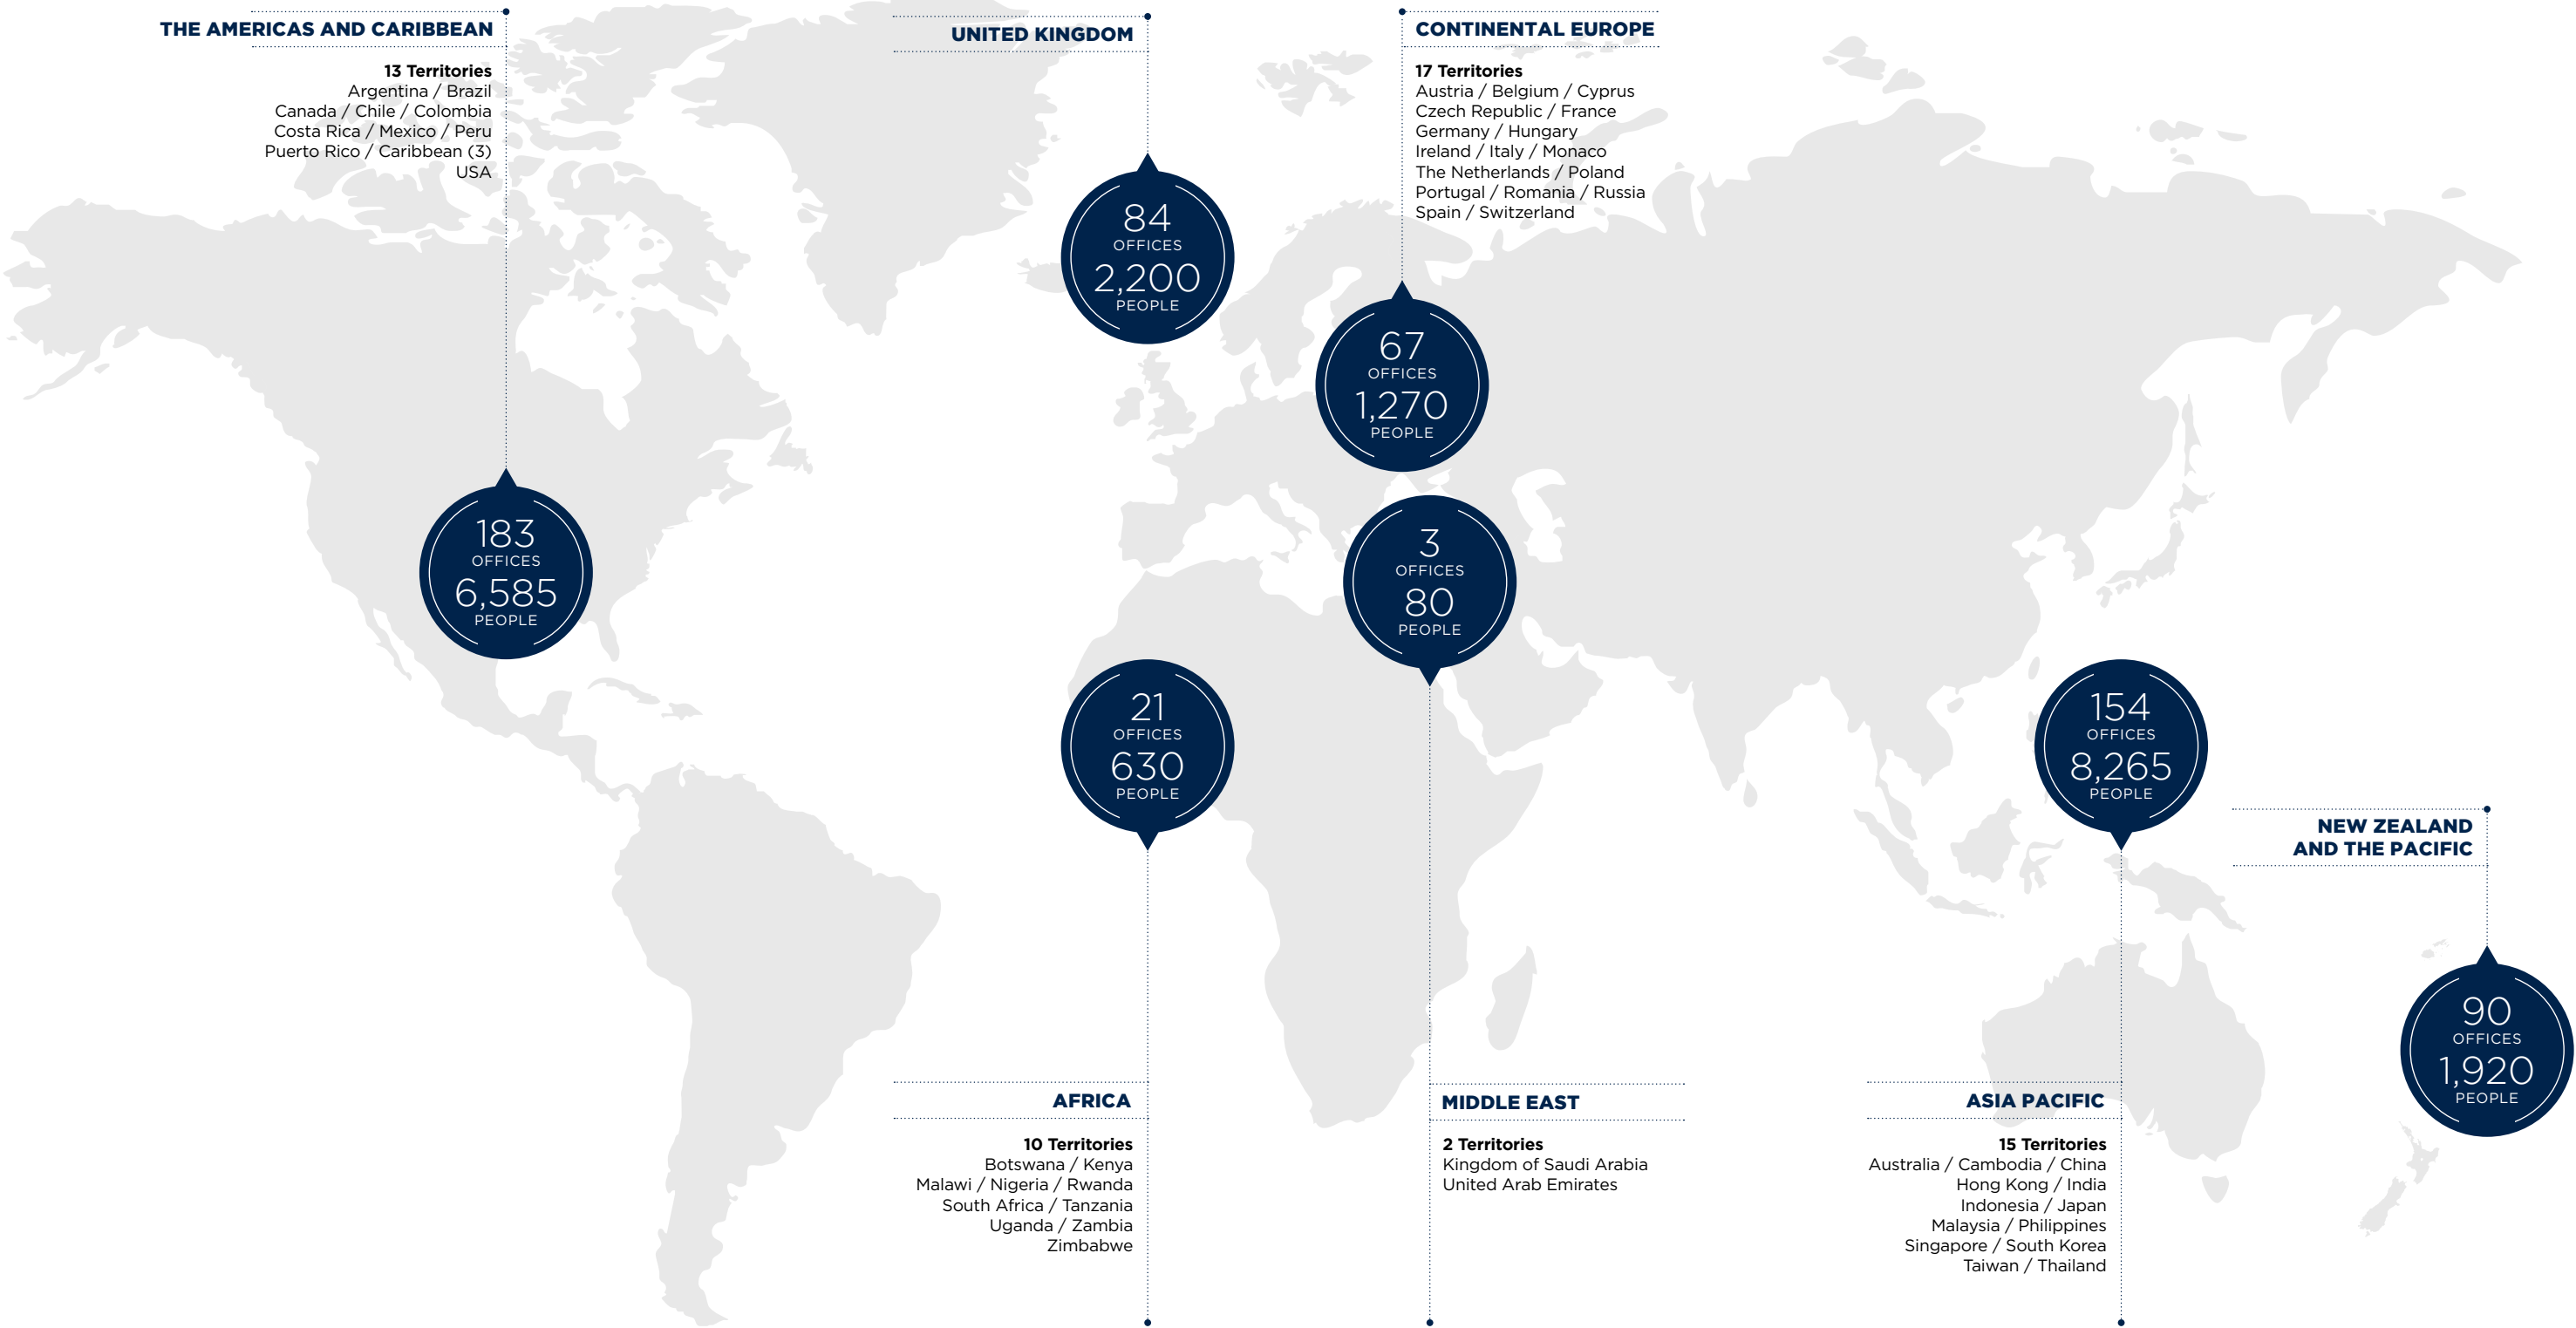 THE AMERICAS AND CARIBBEAN
13 Territories
Argentina / Brazil
Canada / Chile / Colombia
Costa Rica / Mexico / Peru
Puerto Rico / Caribbean (3)
USA
183
OFFICES
6,585
PEOPLE
UNITED KINGDOM
84
OFFICES
2,200
PEOPLE
CONTINENTAL EUROPE
17 Territories
Austria / Belgium / Cyprus
Czech Republic / France
Germany / Hungary
Ireland / Italy / Monaco
The Netherlands / Poland
Portugal / Romania / Russia
Spain / Switzerland
67
OFFICES
1,270
PEOPLE
3
OFFICES
80
PEOPLE
MIDDLE EAST
2 Territories
Kingdom of Saudi Arabia
United Arab Emirates
21
OFFICES
630
PEOPLE
AFRICA
10 Territories
Botswana / Kenya
Malawi / Nigeria / Rwanda
South Africa / Tanzania
Uganda / Zambia
Zimbabwe
154
OFFICES
8,265
PEOPLE
ASIA PACIFIC
15 Territories
Australia / Cambodia / China
Hong Kong / India
Indonesia / Japan
Malaysia / Philippines
Singapore / South Korea
Taiwan / Thailand
NEW ZEALAND
AND THE PACIFIC
90
OFFICES
1,920
PEOPLE